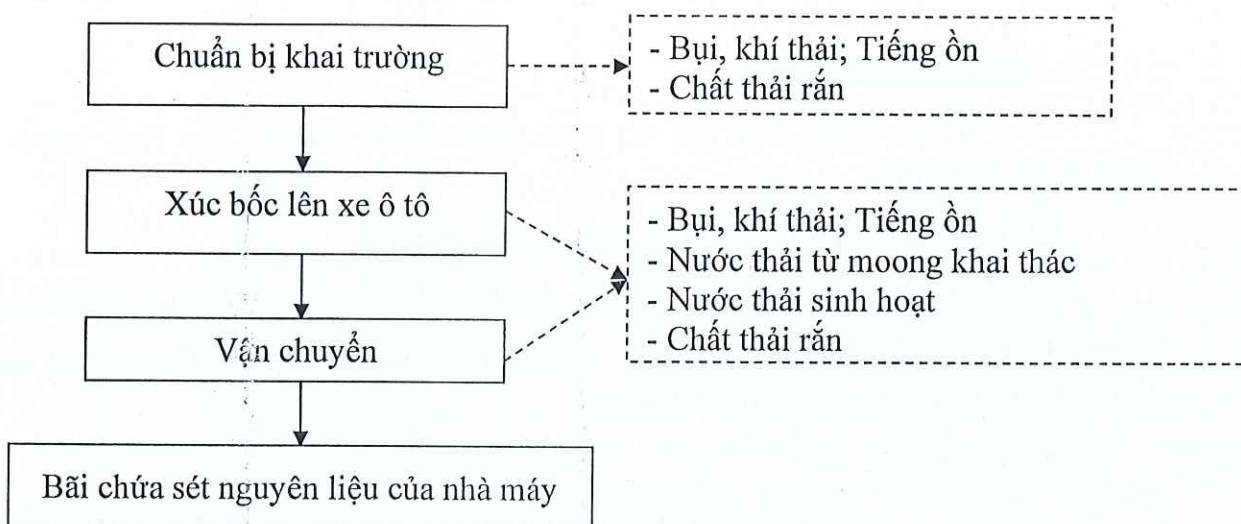 Chuẩn bị khai trường
- Bụi, khí thải; Tiếng ồn
- Chất thải rắn
Xúc bốc lên xe ô tô
- Bụi, khí thải; Tiếng ồn
- Nước thải từ moong khai thác
- Nước thải sinh hoạt
- Chất thải rắn
Vận chuyển
Bãi chứa sét nguyên liệu của nhà máy